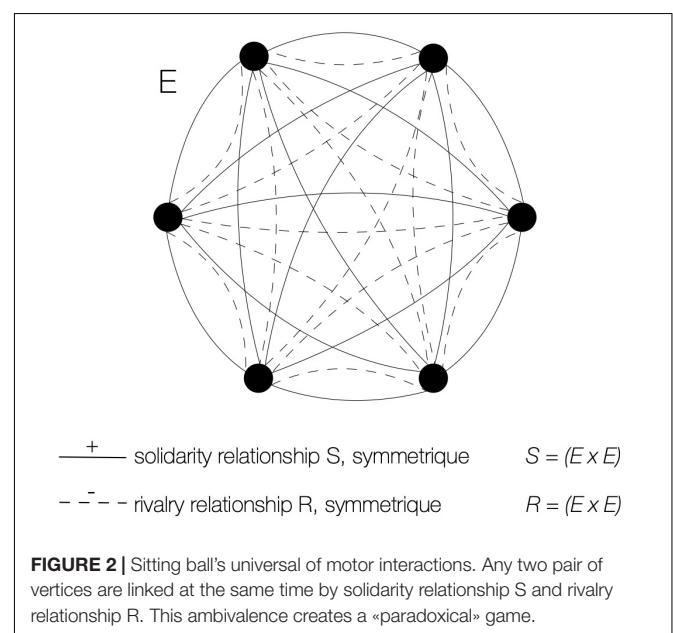 E
+
solidarity relationship S, symmetrique S = (E x E)
-
rivalry relationship R, symmetrique R = (E x E)
FIGURE 2 | Sitting ball's universal of motor interactions. Any two pair of
vertices are linked at the same time by solidarity relationship S and rivalry
relationship R. This ambivalence creates a «paradoxical» game.